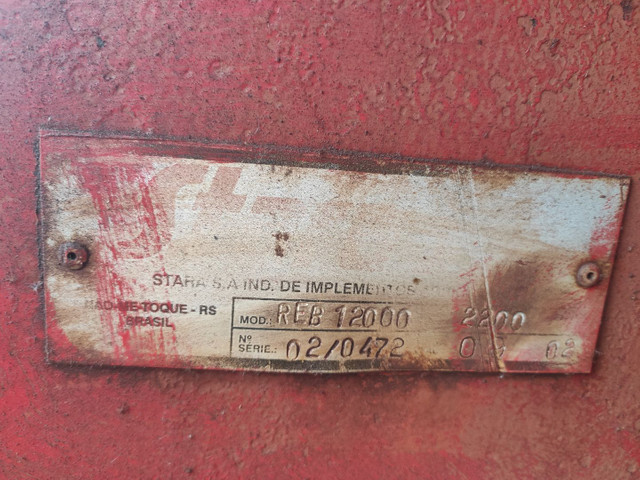 STARA S.A IND. DE IMPLEMENTOS
NÃO-ME-TOQUE - RS
BRASIL
MOD.: REB 12000 2200
Nº SÉRIE.: 02/0472 02